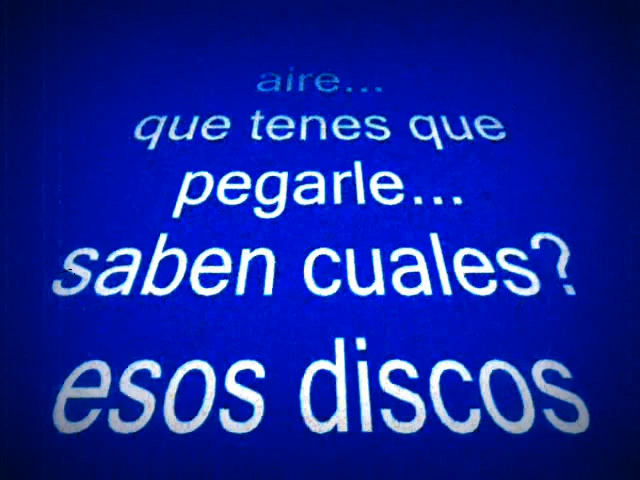 aire...
que tenes que
pegarle...
saben cuales?
esos discos